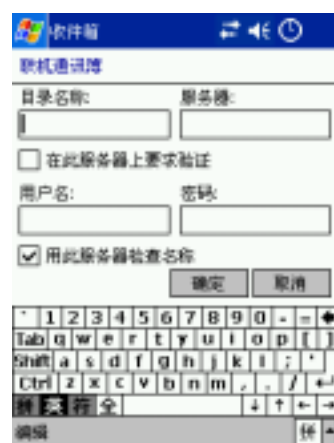 收件箱
联机通讯簿
目录名称: 服务器:
在此服务器上要求验证
用户名: 密码:
用此服务器检查名称
确定 取消
` 1 2 3 4 5 6 7 8 9 0 - =
Tab q w e r t y u i o p [ ]
Shift a s d f g h j k l ; '
Ctrl z x c v b n m , . /
拼 英 符 全
编辑 拼